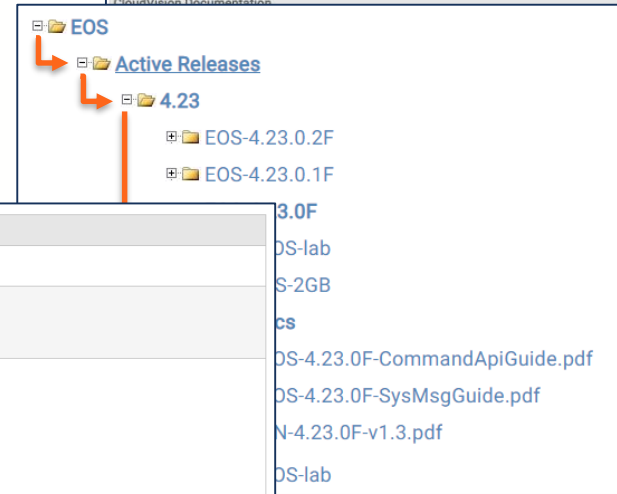 CloudVision Documentation
EOS
Active Releases
4.23
EOS-4.23.0.2F
EOS-4.23.0.1F
3.0F
OS-lab
S-2GB
cs
OS-4.23.0F-CommandApiGuide.pdf
OS-4.23.0F-SysMsgGuide.pdf
N-4.23.0F-v1.3.pdf
OS-lab